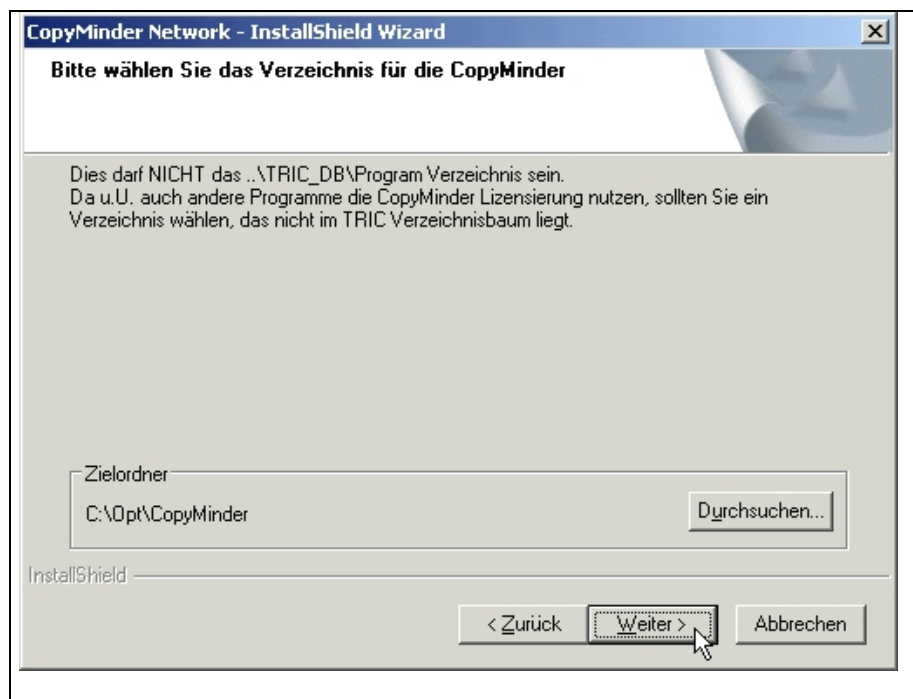 CopyMinder Network - InstallShield Wizard
Bitte wählen Sie das Verzeichnis für die CopyMinder
Dies darf NICHT das ..\TRIC_DB\Program Verzeichnis sein.
Da u.U. auch andere Programme die CopyMinder Lizensierung nutzen, sollten Sie ein
Verzeichnis wählen, das nicht im TRIC Verzeichnisbaum liegt.
Zielordner
C:\Opt\CopyMinder
Durchsuchen...
InstallShield
< Zurück
Weiter >
Abbrechen